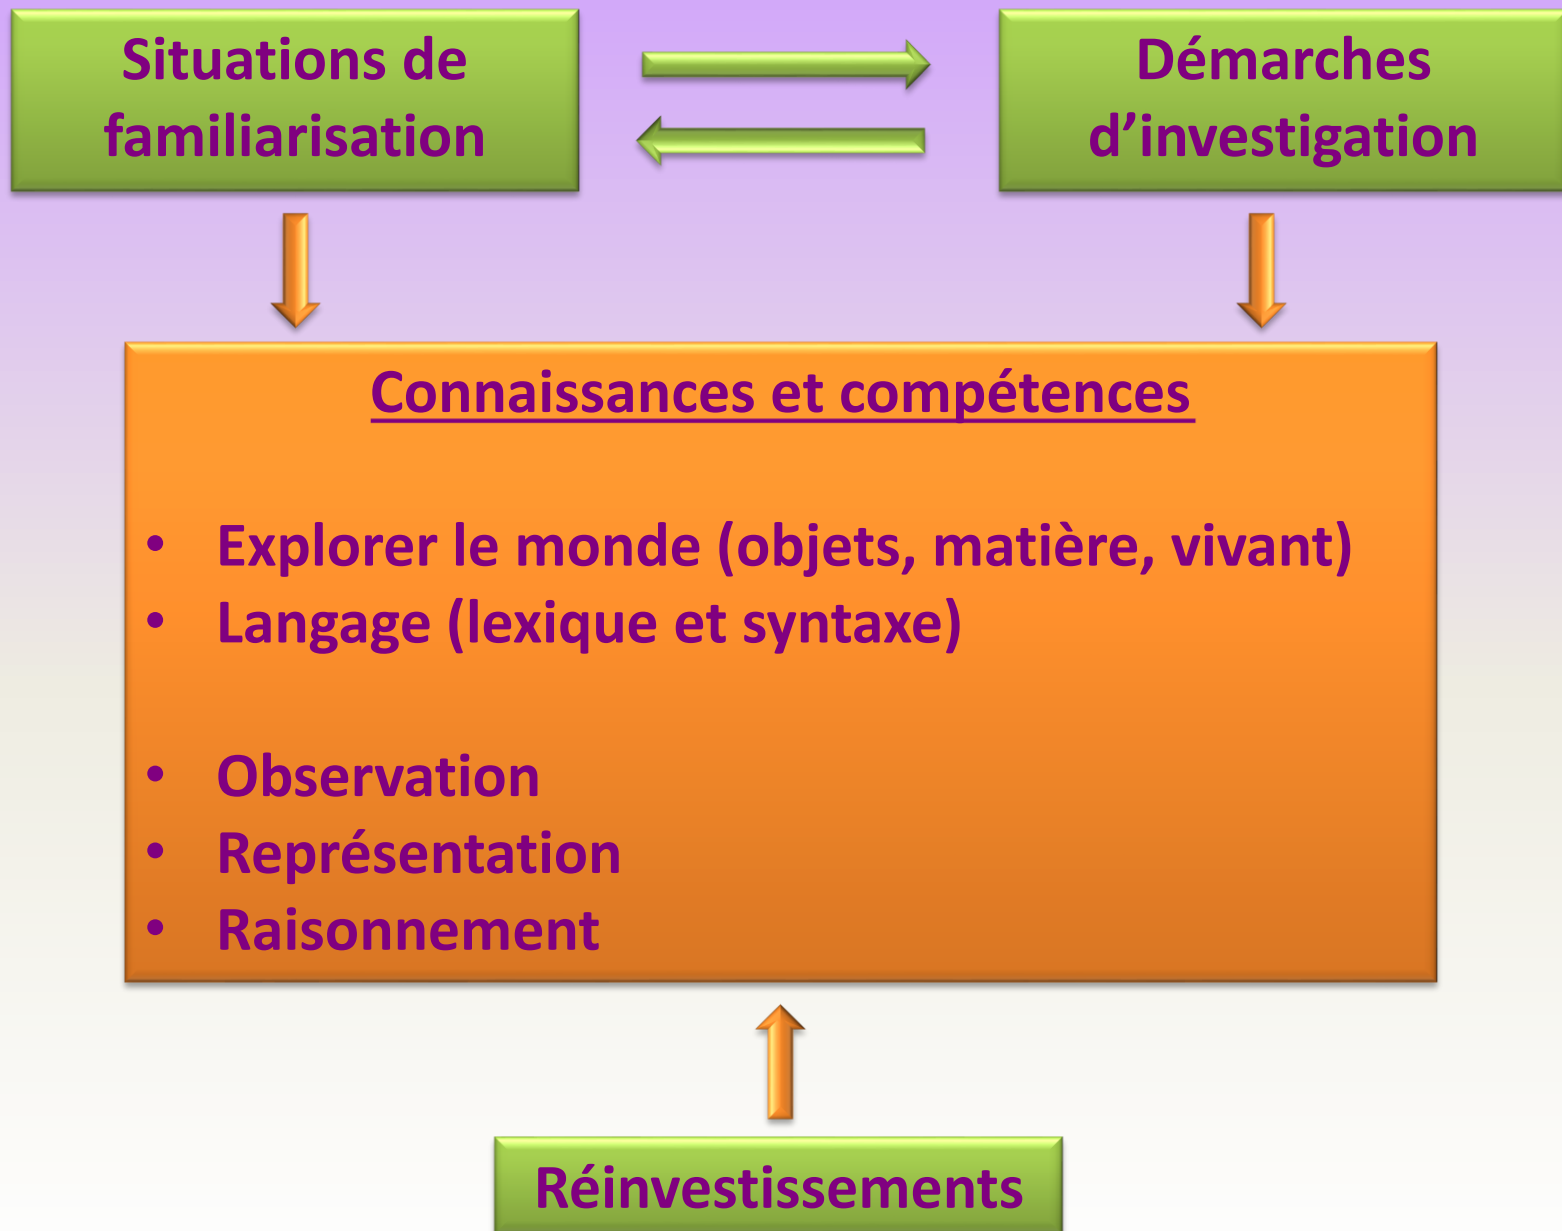 Situations de
familiarisation
Démarches
d’investigation
Connaissances et compétences
• Explorer le monde (objets, matière, vivant)
• Langage (lexique et syntaxe)
• Observation
• Représentation
• Raisonnement
Réinvestissements